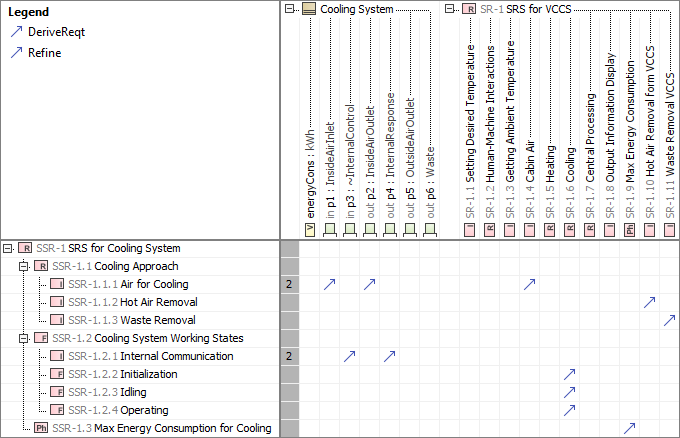 Legend
DeriveReqt
Refine
Cooling System
energyCons : kWh
in p1 : InsideAirInlet
in p3 : ~InternalControl
out p2 : InsideAirOutlet
out p4 : InternalResponse
out p5 : OutsideAirOutlet
out p6 : Waste
SR-1 SRS for VCCS
SR-1.1 Setting Desired Temperature
SR-1.2 Human-Machine Interactions
SR-1.3 Getting Ambient Temperature
SR-1.4 Cabin Air
SR-1.5 Heating
SR-1.6 Cooling
SR-1.7 Central Processing
SR-1.8 Output Information Display
SR-1.9 Max Energy Consumption
SR-1.10 Hot Air Removal form VCCS
SR-1.11 Waste Removal VCCS
V
I
R
I
I
R
R
R
I
Ph
I
I
R
R SSR-1 SRS for Cooling System
R SSR-1.1 Cooling Approach
I SSR-1.1.1 Air for Cooling 2
I SSR-1.1.2 Hot Air Removal
I SSR-1.1.3 Waste Removal
F SSR-1.2 Cooling System Working States
I SSR-1.2.1 Internal Communication 2
F SSR-1.2.2 Initialization
F SSR-1.2.3 Idling
F SSR-1.2.4 Operating
Ph SSR-1.3 Max Energy Consumption for Cooling